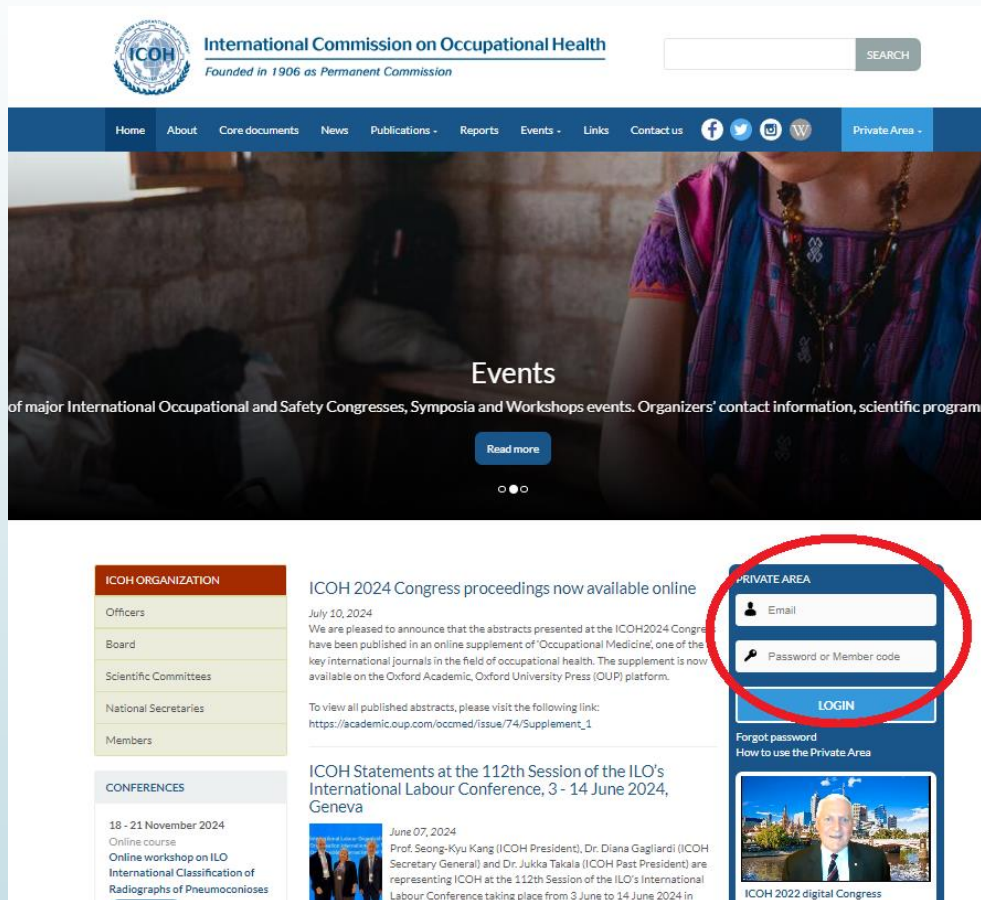 ICOH
International Commission on Occupational Health
Founded in 1906 as Permanent Commission
SEARCH
Home About Core documents News Publications Reports Events Links Contact us f W Private Area
Events
of major International Occupational and Safety Congresses, Symposia and Workshops events. Organizers' contact information, scientific program
Read more
ICOH ORGANIZATION
Officers
Board
Scientific Committees
National Secretaries
Members
CONFERENCES
18 - 21 November 2024
Online course
Online workshop on ILO
International Classification of
Radiographs of Pneumoconioses
ICOH 2024 Congress proceedings now available online
July 10, 2024
We are pleased to announce that the abstracts presented at the ICOH2024 Congress
have been published in an online supplement of 'Occupational Medicine', one of the
key international journals in the field of occupational health. The supplement is now
available on the Oxford Academic, Oxford University Press (OUP) platform.
To view all published abstracts, please visit the following link:
https://academic.oup.com/occmed/issue/74/Supplement_1
ICOH Statements at the 112th Session of the ILO's
International Labour Conference, 3 - 14 June 2024,
Geneva
June 07, 2024
Prof. Seong-Kyu Kang (ICOH President), Dr. Diana Gagliardi (ICOH
Secretary General) and Dr. Jukka Takala (ICOH Past President) are
representing ICOH at the 112th Session of the ILO's International
Labour Conference taking place from 3 June to 14 June 2024 in
PRIVATE AREA
Email
Password or Member code
LOGIN
Forgot password
How to use the Private Area
ICOH 2022 digital Congress